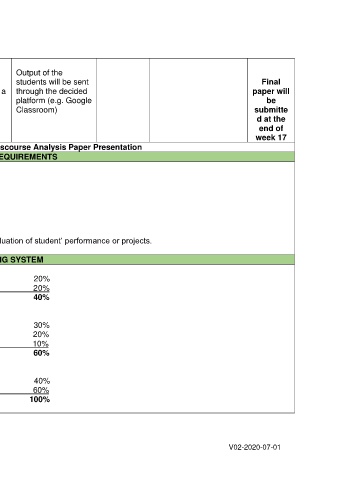 Output of the
students will be sent
a through the decided
platform (e.g. Google
Classroom)
Final
paper will
be
submitte
d at the
end of
week 17
scourse Analysis Paper Presentation
EQUIREMENTS
luation of student' performance or projects.
NG SYSTEM
20%
20%
40%
30%
20%
10%
60%
40%
60%
100%
V02-2020-07-01